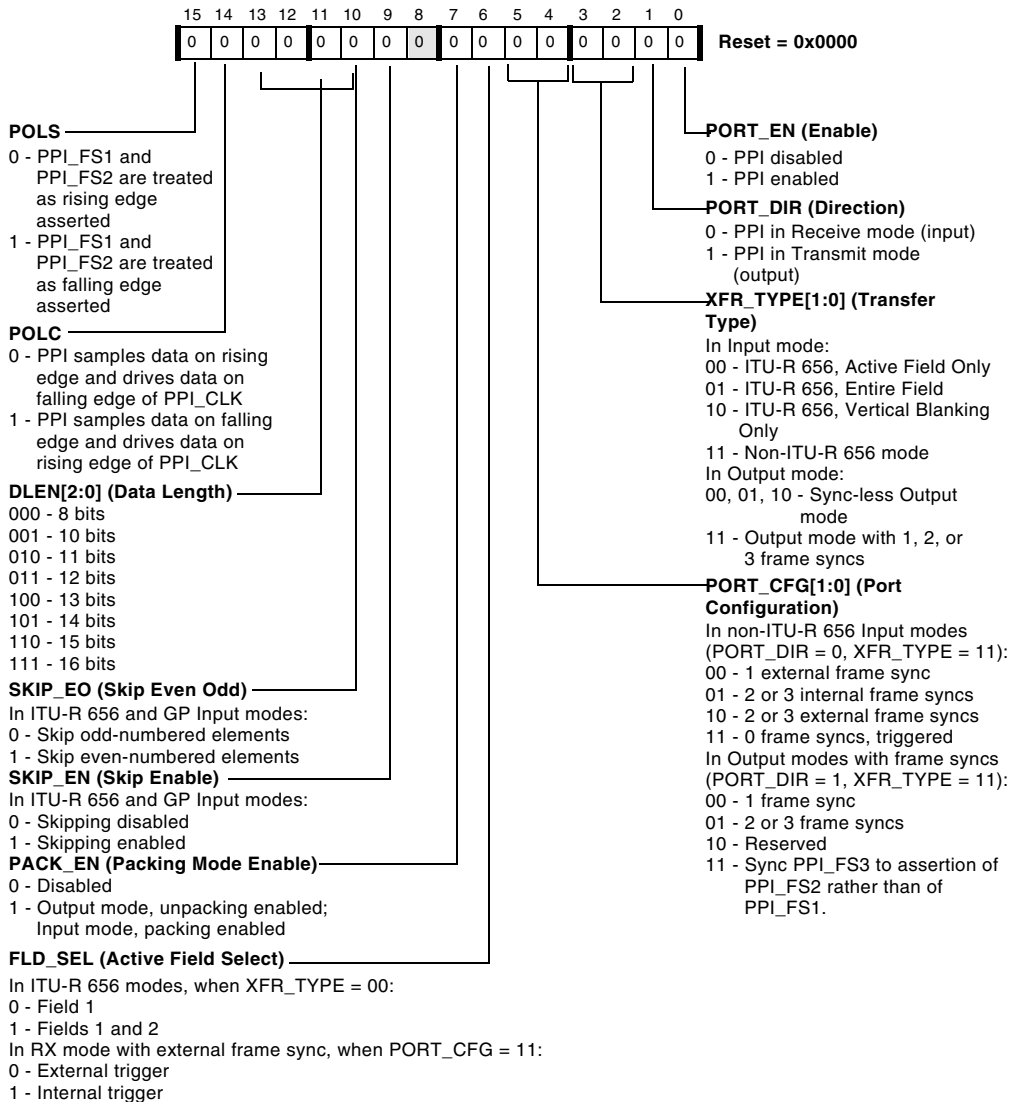 15 14 13 12 11 10 9 8 7 6 5 4 3 2 1 0
0 0 0 0 0 0 0 0 0 0 0 0 0 0 0 0 Reset = 0x0000
POLS
0 - PPI_FS1 and
PPI_FS2 are treated
as rising edge
asserted
1 - PPI_FS1 and
PPI_FS2 are treated
as falling edge
asserted
POLC
0 - PPI samples data on rising
edge and drives data on
falling edge of PPI_CLK
1 - PPI samples data on falling
edge and drives data on
rising edge of PPI_CLK
DLEN[2:0] (Data Length)
000 - 8 bits
001 - 10 bits
010 - 11 bits
011 - 12 bits
100 - 13 bits
101 - 14 bits
110 - 15 bits
111 - 16 bits
SKIP_EO (Skip Even Odd)
In ITU-R 656 and GP Input modes:
0 - Skip odd-numbered elements
1 - Skip even-numbered elements
SKIP_EN (Skip Enable)
In ITU-R 656 and GP Input modes:
0 - Skipping disabled
1 - Skipping enabled
PACK_EN (Packing Mode Enable)
0 - Disabled
1 - Output mode, unpacking enabled;
Input mode, packing enabled
FLD_SEL (Active Field Select)
In ITU-R 656 modes, when XFR_TYPE = 00:
0 - Field 1
1 - Fields 1 and 2
In RX mode with external frame sync, when PORT_CFG = 11:
0 - External trigger
1 - Internal trigger
PORT_EN (Enable)
0 - PPI disabled
1 - PPI enabled
PORT_DIR (Direction)
0 - PPI in Receive mode (input)
1 - PPI in Transmit mode
(output)
XFR_TYPE[1:0] (Transfer
Type)
In Input mode:
00 - ITU-R 656, Active Field Only
01 - ITU-R 656, Entire Field
10 - ITU-R 656, Vertical Blanking
Only
11 - Non-ITU-R 656 mode
In Output mode:
00, 01, 10 - Sync-less Output
mode
11 - Output mode with 1, 2, or
3 frame syncs
PORT_CFG[1:0] (Port
Configuration)
In non-ITU-R 656 Input modes
(PORT_DIR = 0, XFR_TYPE = 11):
00 - 1 external frame sync
01 - 2 or 3 internal frame syncs
10 - 2 or 3 external frame syncs
11 - 0 frame syncs, triggered
In Output modes with frame syncs
(PORT_DIR = 1, XFR_TYPE = 11):
00 - 1 frame sync
01 - 2 or 3 frame syncs
10 - Reserved
11 - Sync PPI_FS3 to assertion of
PPI_FS2 rather than of
PPI_FS1.